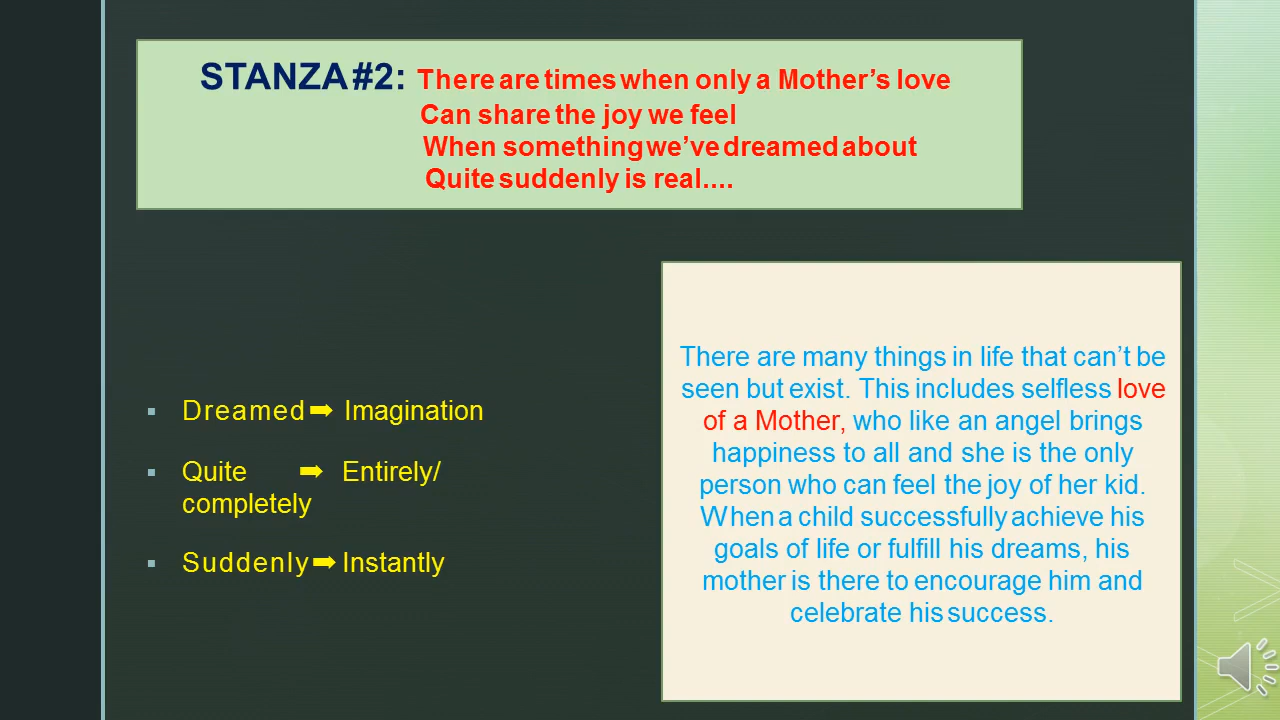 STANZA #2: There are times when only a Mother’s love
Can share the joy we feel
When something we’ve dreamed about
Quite suddenly is real....
Dreamed ➡ Imagination
Quite ➡ Entirely/
completely
Suddenly ➡ Instantly
There are many things in life that can’t be
seen but exist. This includes selfless love
of a Mother, who like an angel brings
happiness to all and she is the only
person who can feel the joy of her kid.
When a child successfully achieve his
goals of life or fulfill his dreams, his
mother is there to encourage him and
celebrate his success.